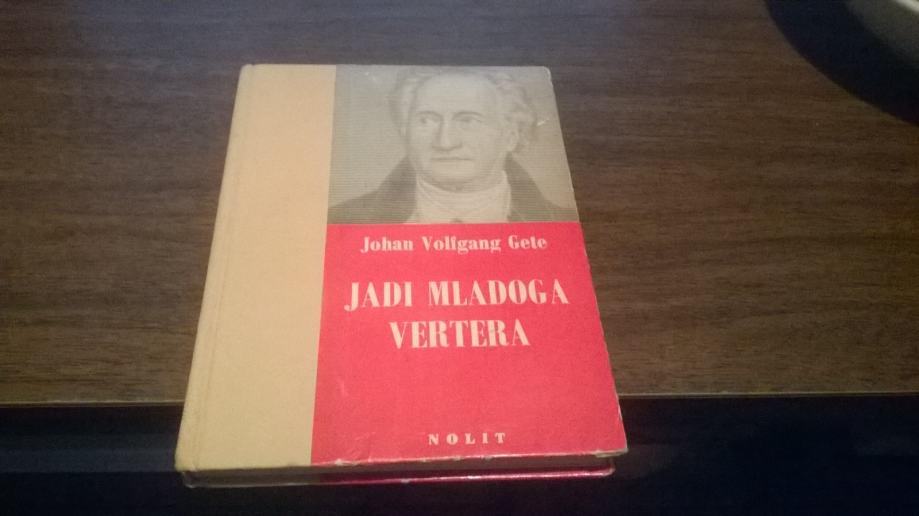 Johan Volfgang Gete
JADI MLADOGA
VERTERA
NOLIT